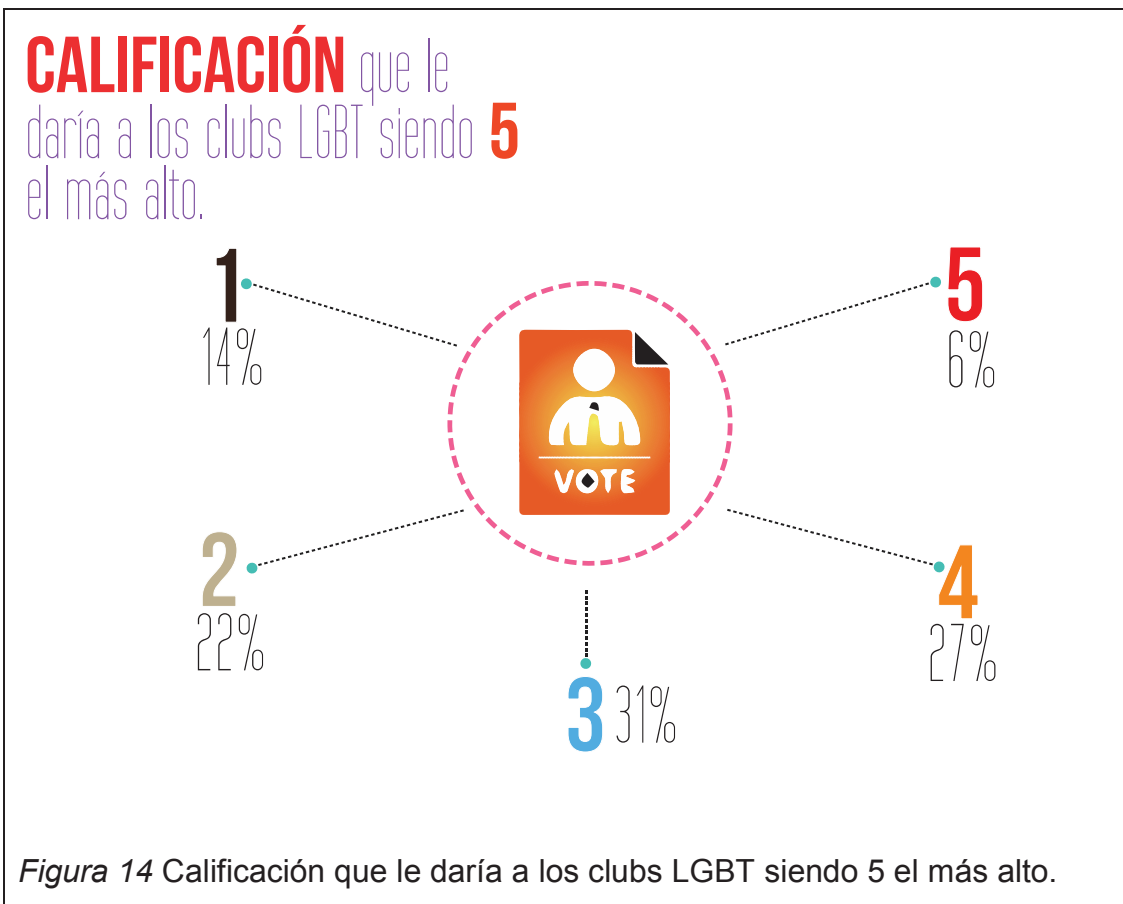 CALIFICACIÓN que le
daría a los clubs LGBT siendo 5
el más alto.
1
14%
5
6%
VOTE
2
22%
4
27%
3 31%
Figura 14 Calificación que le daría a los clubs LGBT siendo 5 el más alto.